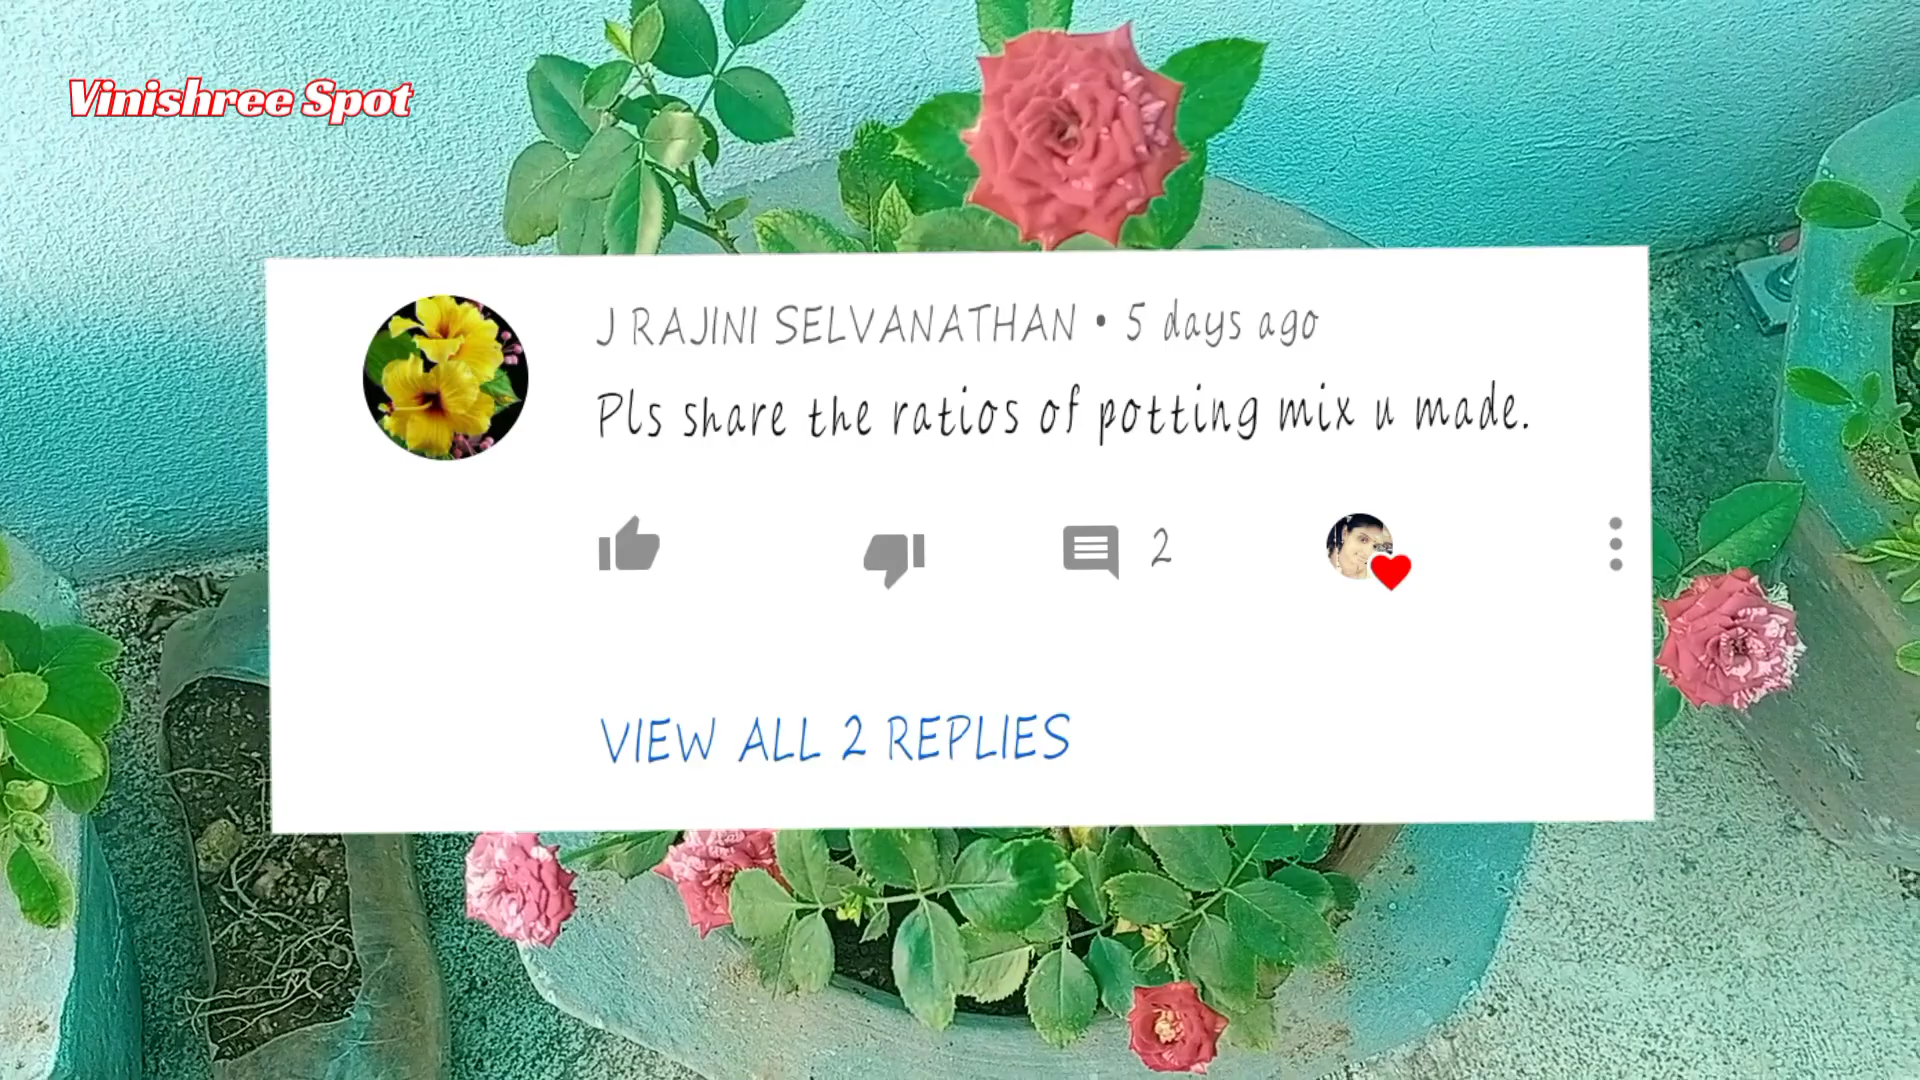 Vinishree Spot
J RAJINI SELVANATHAN • 5 days ago
Pls share the ratios of potting mix u made.
2
VIEW ALL 2 REPLIES